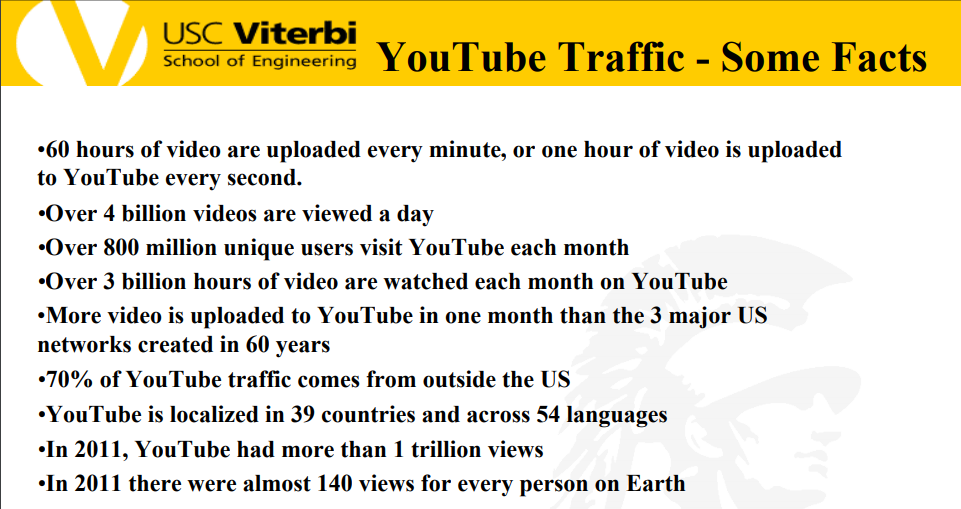 USC Viterbi
School of Engineering
YouTube Traffic - Some Facts
•60 hours of video are uploaded every minute, or one hour of video is uploaded
to YouTube every second.
•Over 4 billion videos are viewed a day
•Over 800 million unique users visit YouTube each month
•Over 3 billion hours of video are watched each month on YouTube
•More video is uploaded to YouTube in one month than the 3 major US
networks created in 60 years
•70% of YouTube traffic comes from outside the US
•YouTube is localized in 39 countries and across 54 languages
•In 2011, YouTube had more than 1 trillion views
•In 2011 there were almost 140 views for every person on Earth